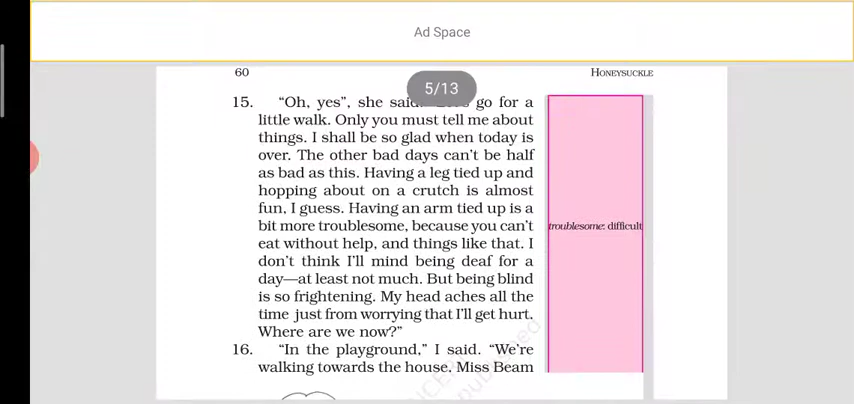 Ad Space
60 HONEYSUCKLE
5/13
15. “Oh, yes”, she said. go for a
little walk. Only you must tell me about
things. I shall be so glad when today is
over. The other bad days can’t be half
as bad as this. Having a leg tied up and
hopping about on a crutch is almost
fun, I guess. Having an arm tied up is a
bit more troublesome, because you can’t
eat without help, and things like that. I
don’t think I’ll mind being deaf for a
day—at least not much. But being blind
is so frightening. My head aches all the
time just from worrying that I’ll get hurt.
Where are we now?”
troublesome: difficult
16. “In the playground,” I said. “We’re
walking towards the house. Miss Beam
published